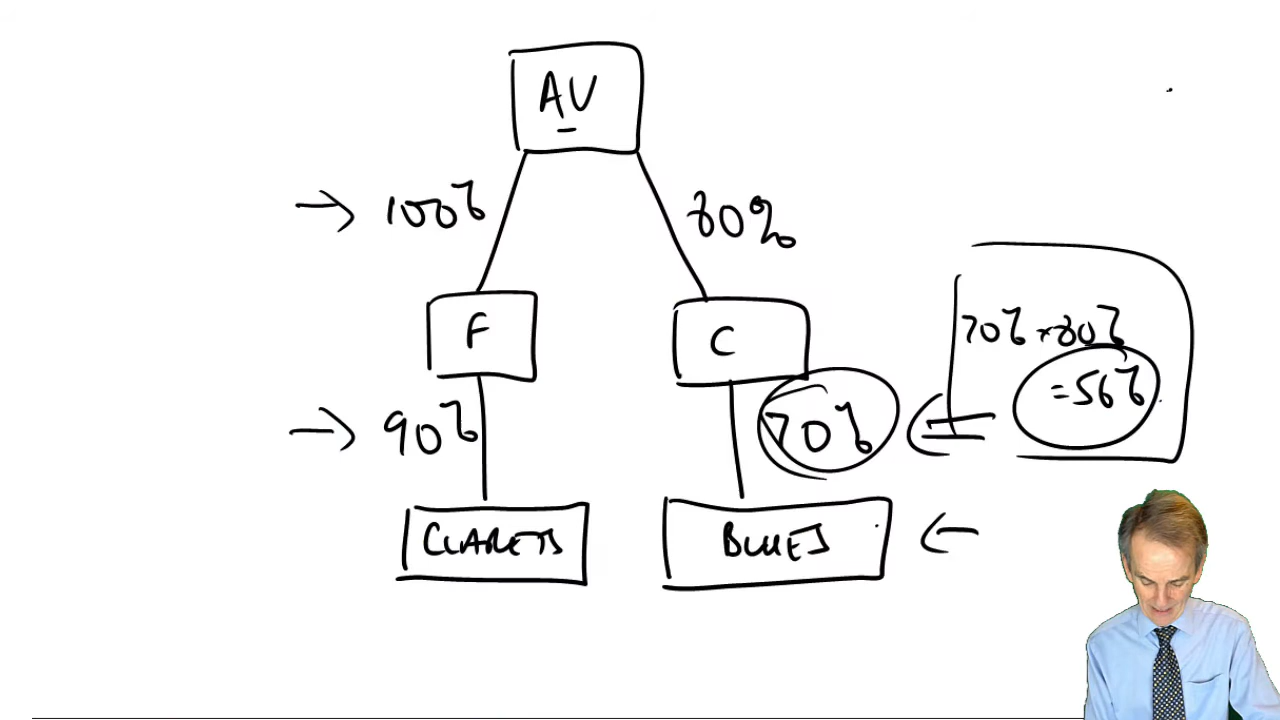 AV
100% 80%
F C
70% × 80%
= 56%
90% 70%
CLARETS BLUES